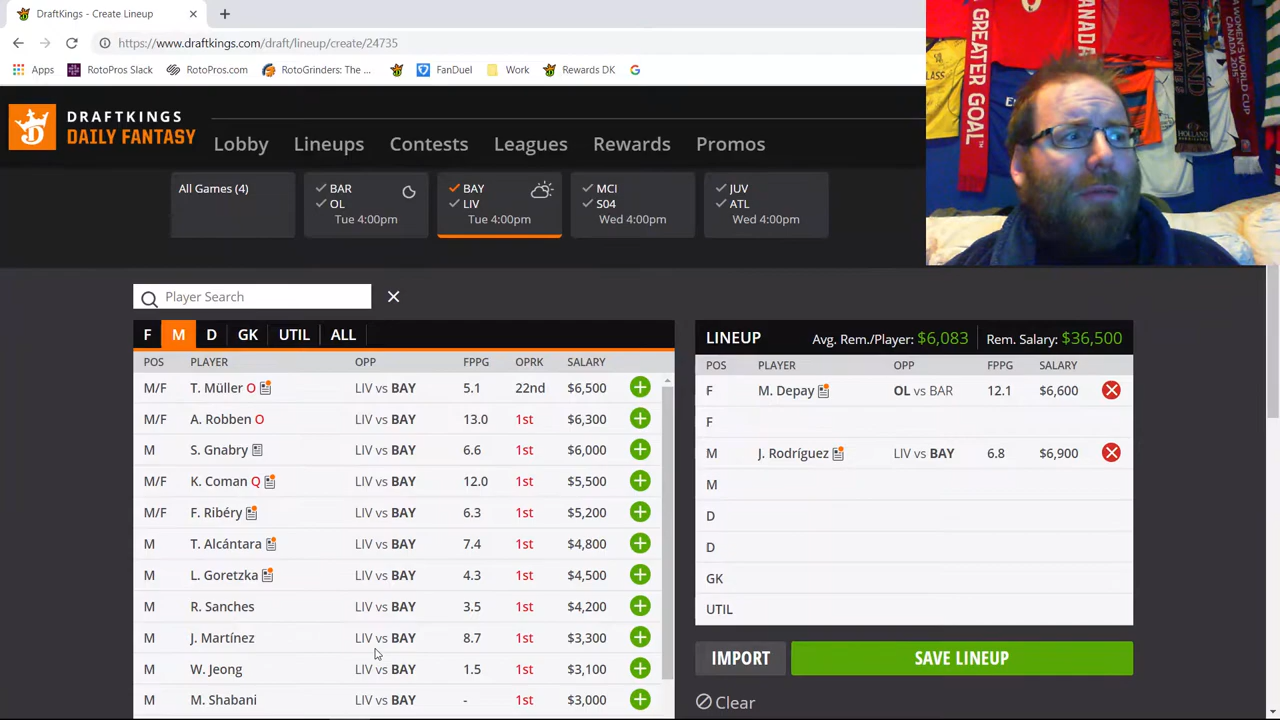 DraftKings - Create Lineup
https://www.draftkings.com/draft/lineup/create/24735
Apps RotoPros Slack RotoPros.com RotoGrinders: The ... FanDuel Work Rewards DK
DRAFTKINGS
DAILY FANTASY
Lobby Lineups Contests Leagues Rewards Promos
All Games (4)
BAR
OL
Tue 4:00pm
BAY
LIV
Tue 4:00pm
MCI
S04
Wed 4:00pm
JUV
ATL
Wed 4:00pm
Player Search
F M D GK UTIL ALL
POS PLAYER OPP FPPG OPRK SALARY
M/F T. Müller O LIV vs BAY 5.1 22nd $6,500
M/F A. Robben O LIV vs BAY 13.0 1st $6,300
M S. Gnabry LIV vs BAY 6.6 1st $6,000
M/F K. Coman Q LIV vs BAY 12.0 1st $5,500
M/F F. Ribéry LIV vs BAY 6.3 1st $5,200
M T. Alcántara LIV vs BAY 7.4 1st $4,800
M L. Goretzka LIV vs BAY 4.3 1st $4,500
M R. Sanches LIV vs BAY 3.5 1st $4,200
M J. Martínez LIV vs BAY 8.7 1st $3,300
M W. Jeong LIV vs BAY 1.5 1st $3,100
M M. Shabani LIV vs BAY - 1st $3,000
LINEUP Avg. Rem./Player: $6,083 Rem. Salary: $36,500
POS PLAYER OPP FPPG SALARY
F M. Depay OL vs BAR 12.1 $6,600
F
M J. Rodríguez LIV vs BAY 6.8 $6,900
M
D
D
GK
UTIL
IMPORT SAVE LINEUP
Clear
GREATER GOAL
CANADA
HOLLAND
WOMEN'S WORLD CUP
CANADA 2015